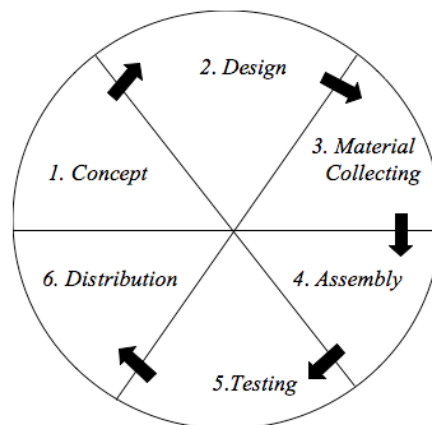 1. Concept
2. Design
3. Material
Collecting
4. Assembly
5.Testing
6. Distribution